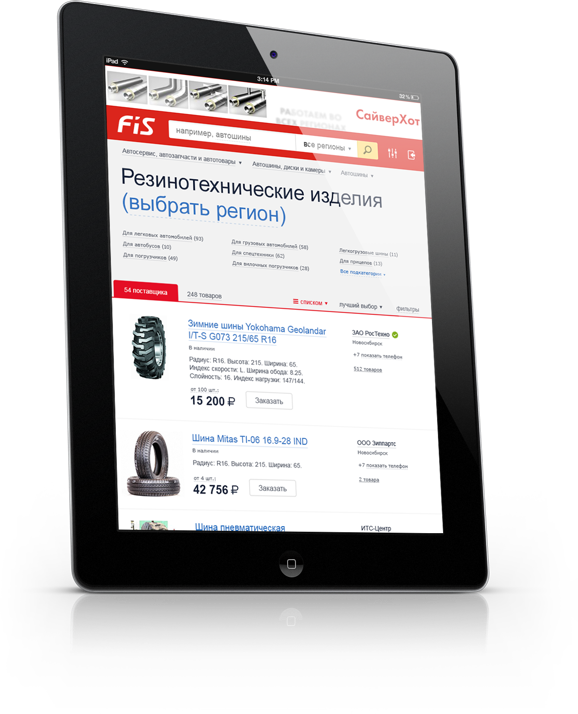 iPad
3:14 PM
32 %
РАБОТАЕМ ВО
ВСЕХ РЕГИОНАХ
СайверХот
FiS
например, автошины
все регионы
Автосервис, автозапчасти и автотовары
Автошины, диски и камеры
Автошины
Резинотехнические изделия
(выбрать регион)
Для легковых автомобилей (93)
Для грузовых автомобилей (58)
Легкогрузовые шины (11)
Для автобусов (10)
Для спецтехники (62)
Для прицепов (13)
Для погрузчиков (49)
Для вилочных погрузчиков (28)
Все подкатегории
54 поставщика
248 товаров
списком
лучший выбор
фильтры
Зимние шины Yokohama Geolandar
I/T-S G073 215/65 R16
В наличии
Радиус: R16. Высота: 215. Ширина: 65.
Индекс скорости: L. Ширина обода: 8.25.
Слойность: 16. Индекс нагрузки: 147/144.
от 100 шт.:
15 200 ₽
Заказать
ЗАО РосТехно
Новосибирск
+7 показать телефон
512 товаров
Шина Mitas TI-06 16.9-28 IND
В наличии
Радиус: R16. Высота: 215. Ширина: 65.
от 4 шт.:
42 756 ₽
Заказать
ООО Зиппартс
Новосибирск
+7 показать телефон
2 товара
Шина пневматическая
ИТС-Центр